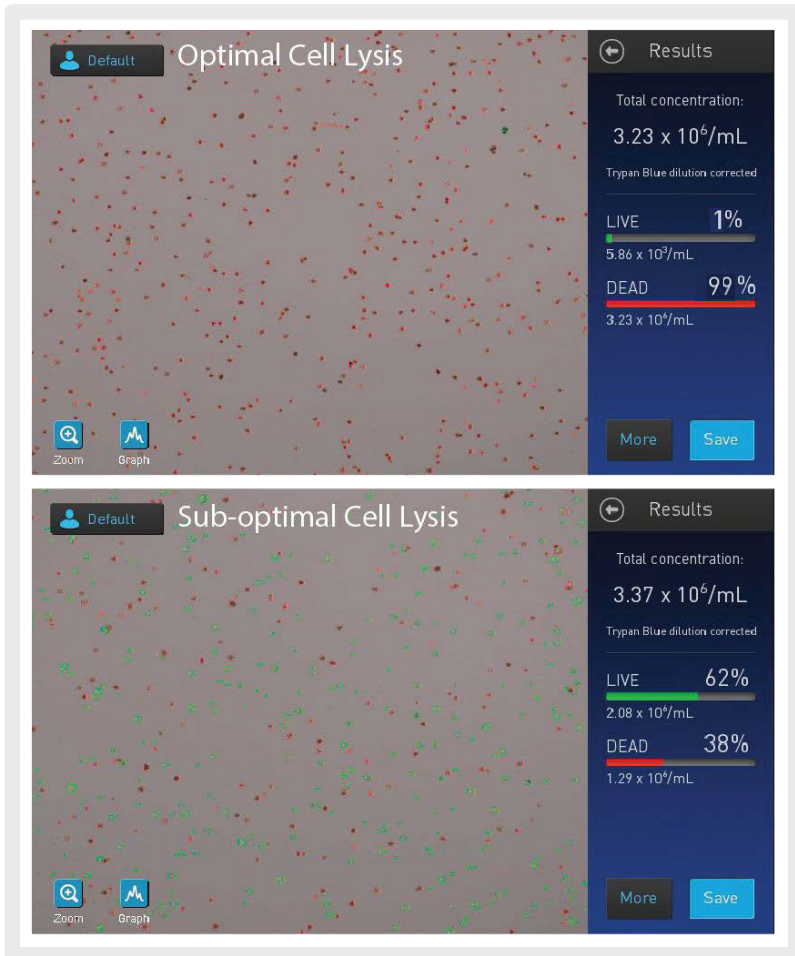 Default
Optimal Cell Lysis
Results
Total concentration:
3.23 x 10⁶/mL
Trypan Blue dilution corrected
LIVE 1%
5.86 x 10³/mL
DEAD 99%
3.23 x 10⁶/mL
Zoom
Graph
More
Save
Default
Sub-optimal Cell Lysis
Results
Total concentration:
3.37 x 10⁶/mL
Trypan Blue dilution corrected
LIVE 62%
2.08 x 10⁶/mL
DEAD 38%
1.29 x 10⁶/mL
Zoom
Graph
More
Save